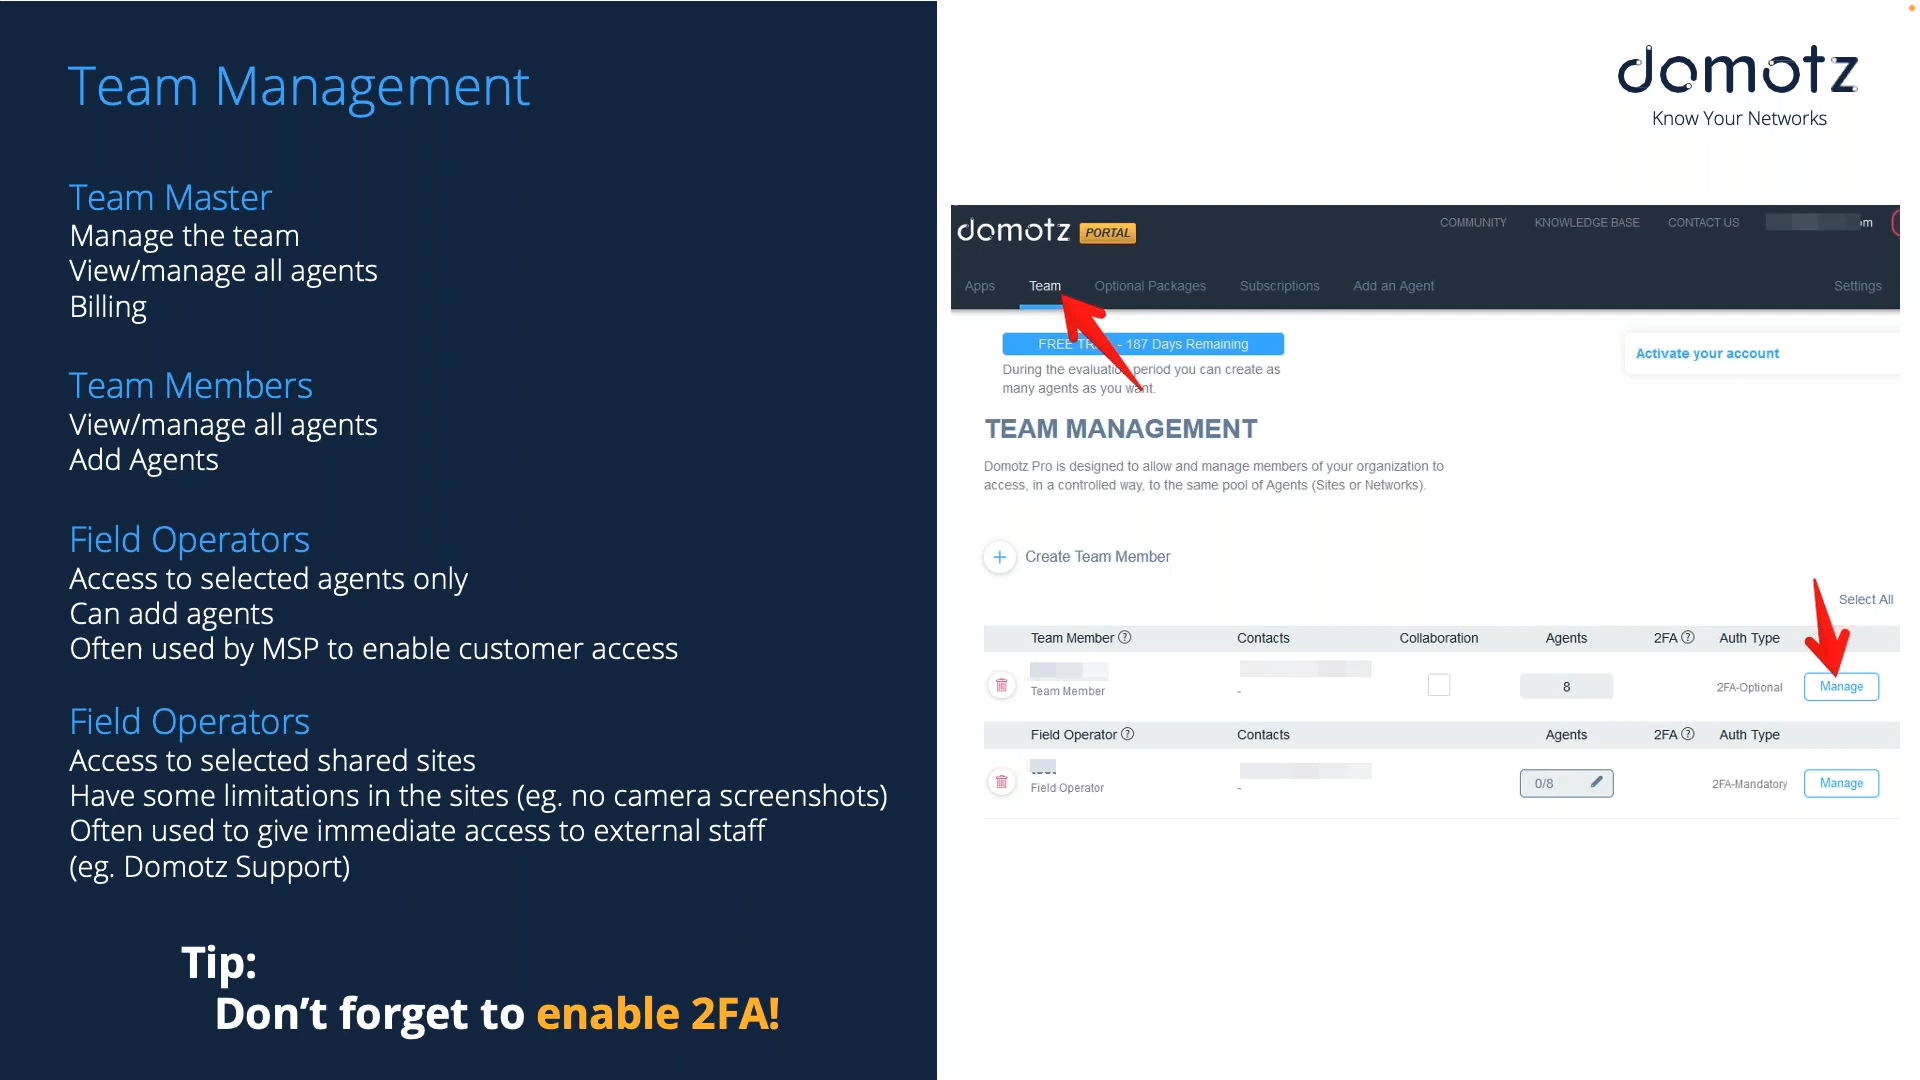 Team Management
Team Master
Manage the team
View/manage all agents
Billing
Team Members
View/manage all agents
Add Agents
Field Operators
Access to selected agents only
Can add agents
Often used by MSP to enable customer access
Field Operators
Access to selected shared sites
Have some limitations in the sites (eg. no camera screenshots)
Often used to give immediate access to external staff
(eg. Domotz Support)
Tip:
Don’t forget to enable 2FA!
domotz
Know Your Networks
domotz PORTAL
COMMUNITY KNOWLEDGE BASE CONTACT US
Apps Team Optional Packages Subscriptions Add an Agent Settings
FREE - 187 Days Remaining
During the evaluation period you can create as
many agents as you want.
Activate your account
TEAM MANAGEMENT
Domotz Pro is designed to allow and manage members of your organization to
access, in a controlled way, to the same pool of Agents (Sites or Networks).
+ Create Team Member
Select All
Team Member ? Contacts Collaboration Agents 2FA ? Auth Type
Team Member - 8 2FA-Optional Manage
Field Operator ? Contacts Agents 2FA ? Auth Type
Field Operator - 0/8 2FA-Mandatory Manage